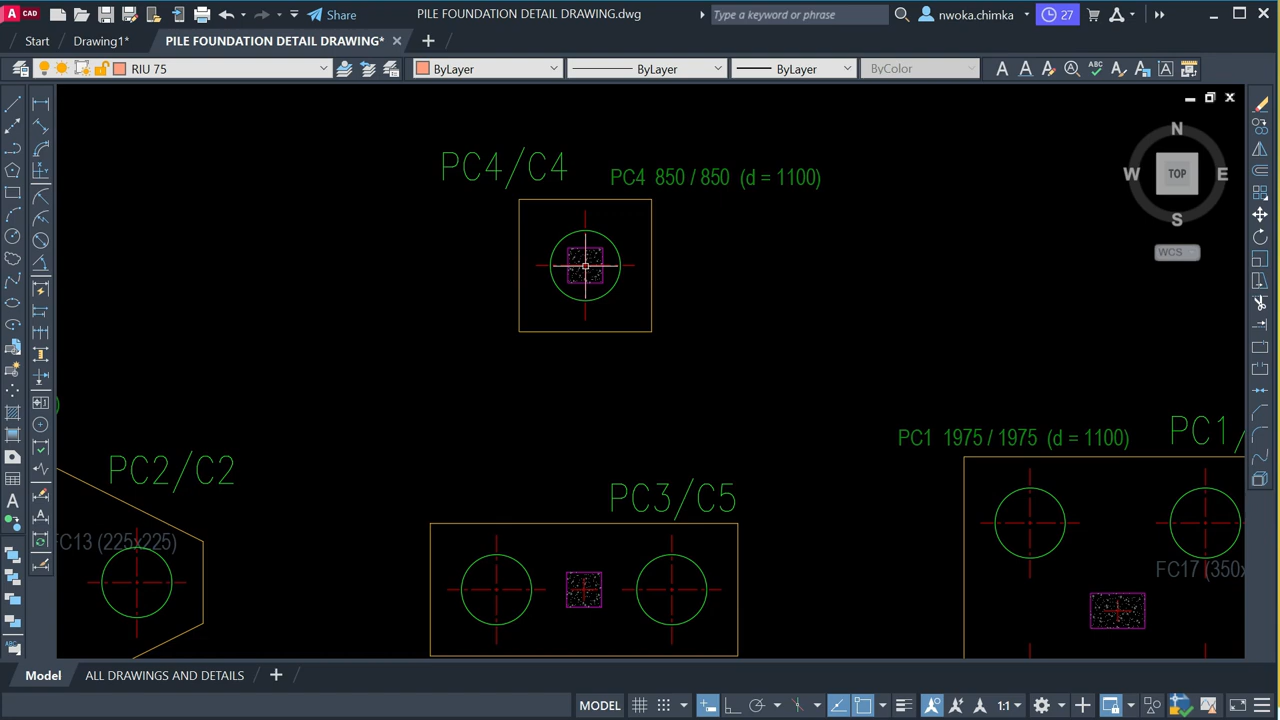 CAD
Share
PILE FOUNDATION DETAIL DRAWING.dwg
Type a keyword or phrase
nwoka.chimka
27
Start
Drawing1*
PILE FOUNDATION DETAIL DRAWING*
RIU 75
ByLayer
ByLayer
ByLayer
ByColor
ABC
PC4/C4
PC4 850 / 850 (d = 1100)
N
W
TOP
E
S
WCS
PC2/C2
PC3/C5
PC1 1975 / 1975 (d = 1100)
PC1/
FC13 (225x225)
FC17 (350x
Model
ALL DRAWINGS AND DETAILS
MODEL
1:1